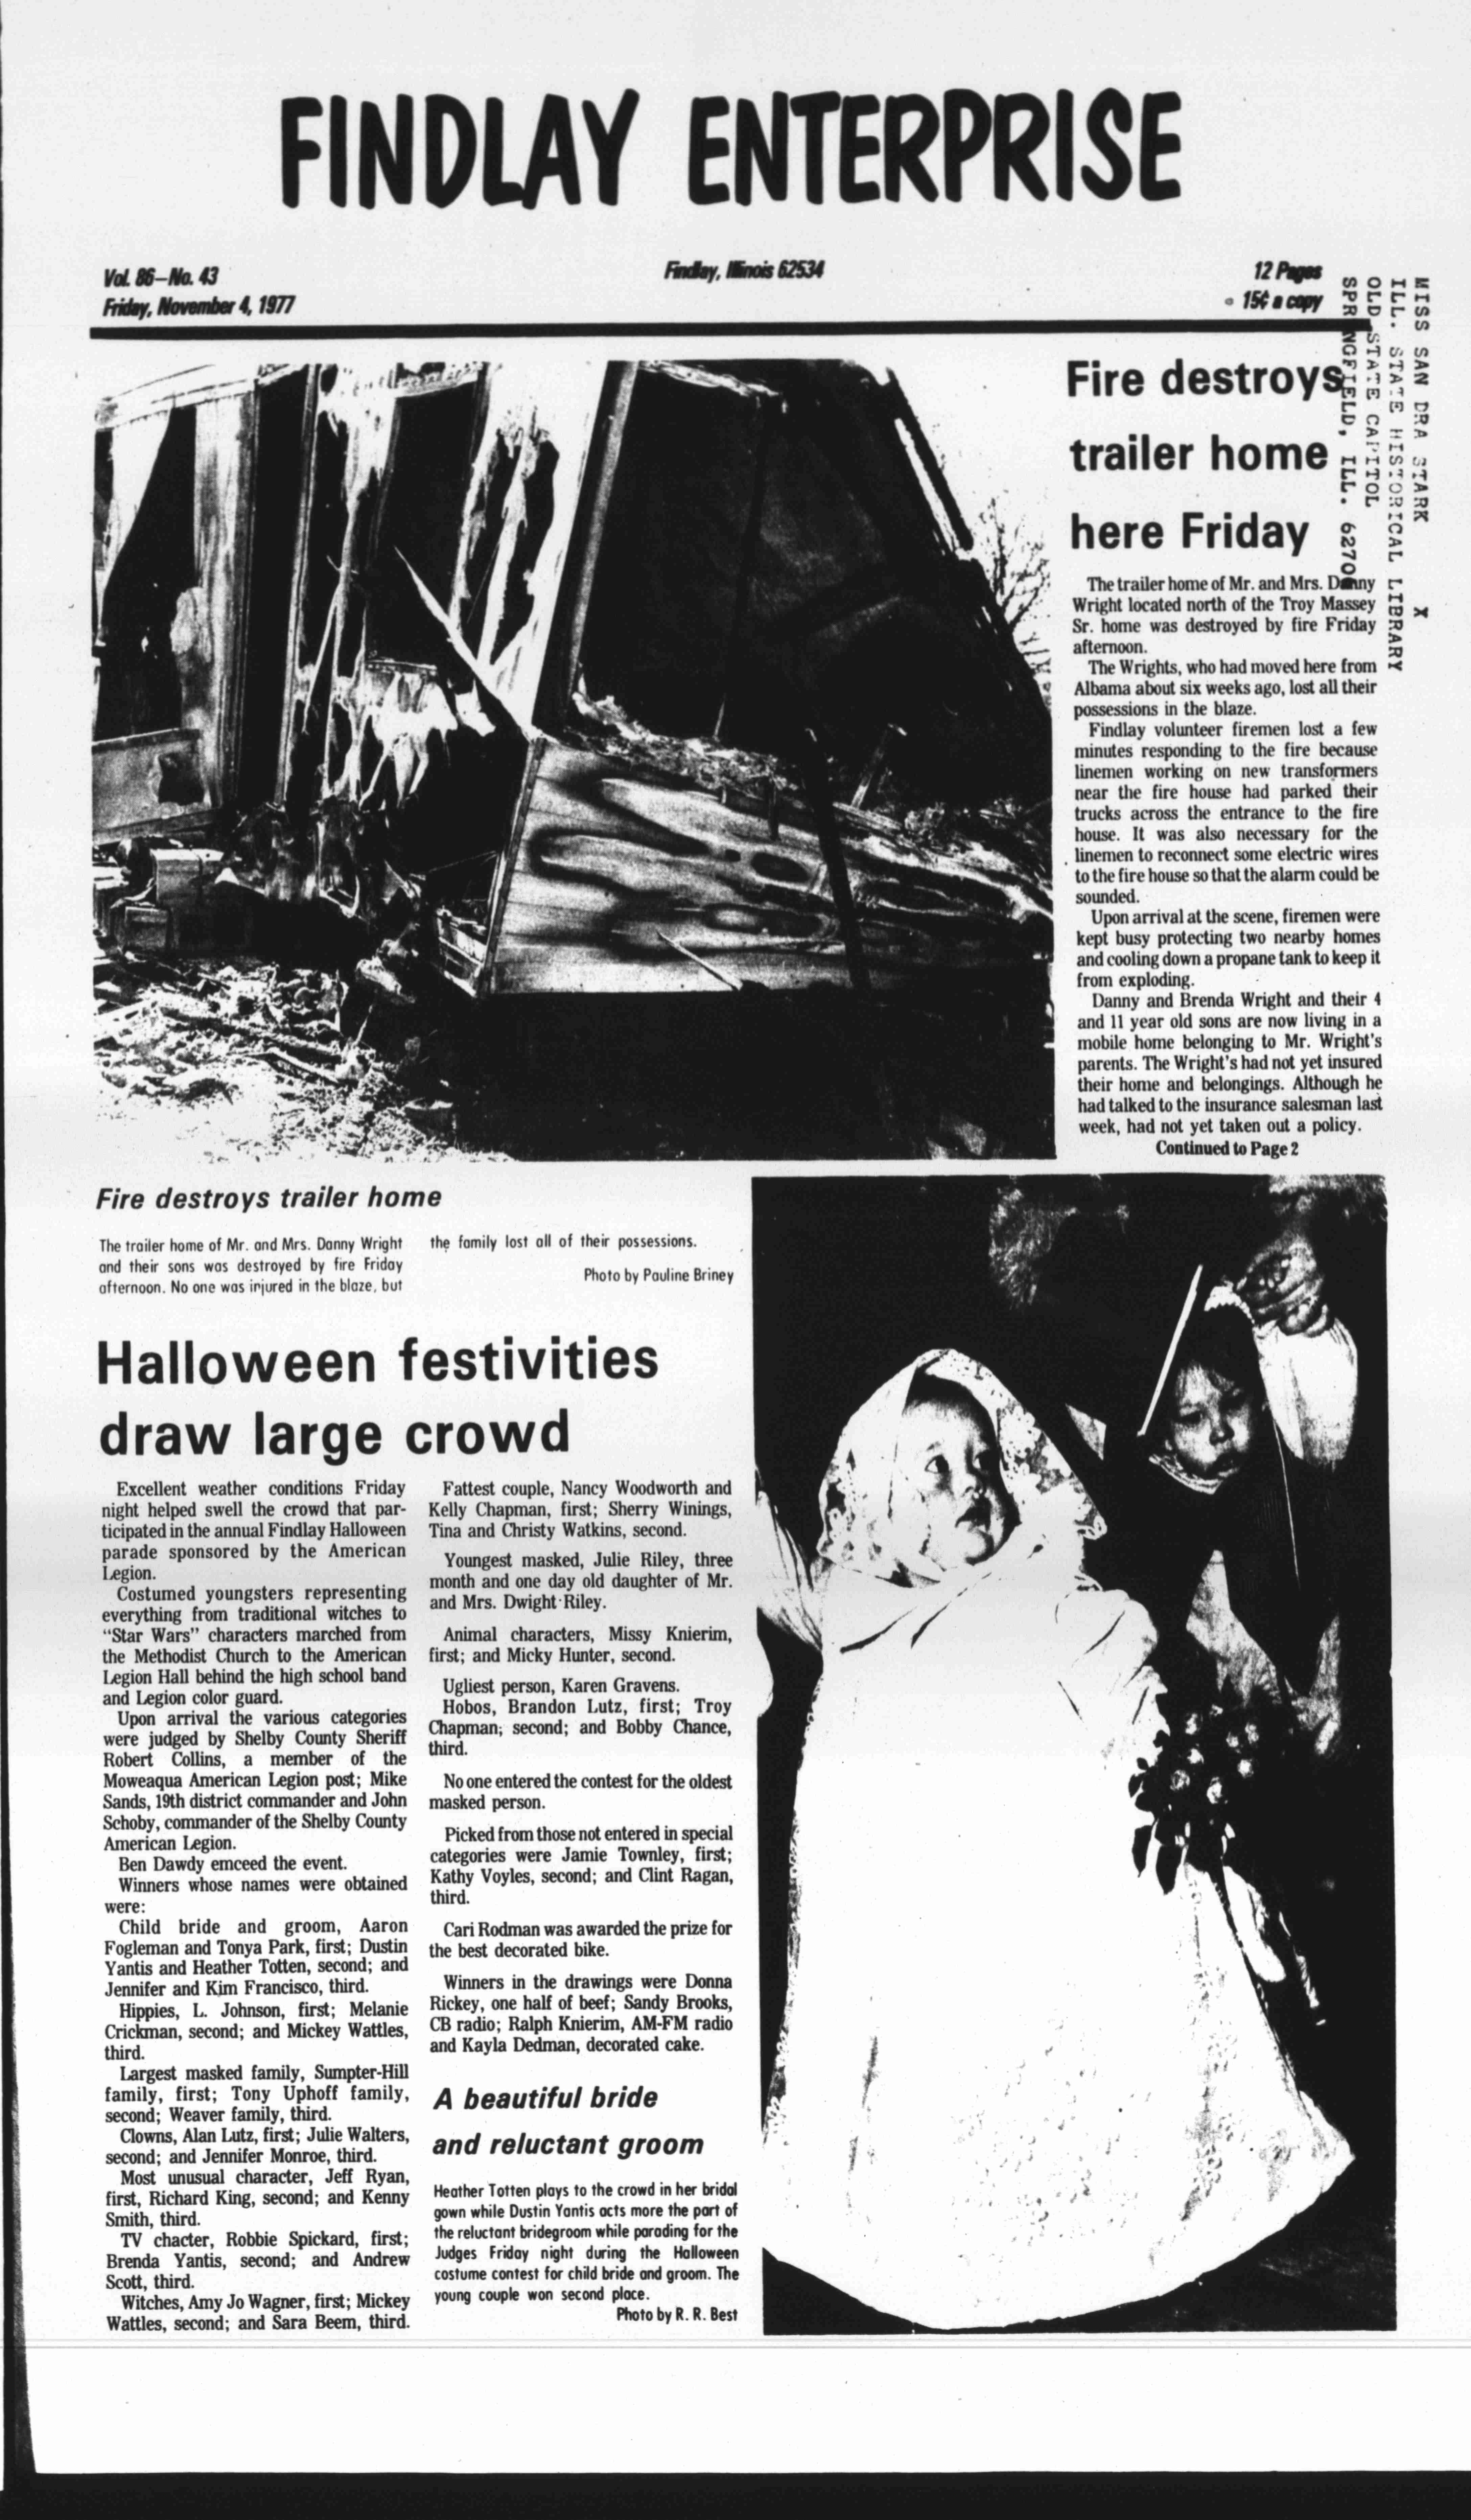 FINDLAY ENTERPRISE
Vol. 86—No. 43
Friday, November 4, 1977
Findlay, Illinois 62534
12 Pages
15¢ a copy
MISS SAN DRA STARK X
ILL. STATE HISTORICAL LIBRARY
OLD STATE CAPITOL
SPRINGFIELD, ILL. 6270
Fire destroys
trailer home
here Friday
The trailer home of Mr. and Mrs. Danny
Wright located north of the Troy Massey
Sr. home was destroyed by fire Friday
afternoon.
The Wrights, who had moved here from
Albama about six weeks ago, lost all their
possessions in the blaze.
Findlay volunteer firemen lost a few
minutes responding to the fire because
linemen working on new transformers
near the fire house had parked their
trucks across the entrance to the fire
house. It was also necessary for the
linemen to reconnect some electric wires
to the fire house so that the alarm could be
sounded.
Upon arrival at the scene, firemen were
kept busy protecting two nearby homes
and cooling down a propane tank to keep it
from exploding.
Danny and Brenda Wright and their 4
and 11 year old sons are now living in a
mobile home belonging to Mr. Wright's
parents. The Wright's had not yet insured
their home and belongings. Although he
had talked to the insurance salesman last
week, had not yet taken out a policy.
Continued to Page 2
Fire destroys trailer home
The trailer home of Mr. and Mrs. Danny Wright
and their sons was destroyed by fire Friday
afternoon. No one was injured in the blaze, but
the family lost all of their possessions.
Photo by Pauline Briney
Halloween festivities
draw large crowd
Excellent weather conditions Friday
night helped swell the crowd that par-
ticipated in the annual Findlay Halloween
parade sponsored by the American
Legion.
Costumed youngsters representing
everything from traditional witches to
"Star Wars" characters marched from
the Methodist Church to the American
Legion Hall behind the high school band
and Legion color guard.
Upon arrival the various categories
were judged by Shelby County Sheriff
Robert Collins, a member of the
Moweaqua American Legion post; Mike
Sands, 19th district commander and John
Schoby, commander of the Shelby County
American Legion.
Ben Dawdy emceed the event.
Winners whose names were obtained
were:
Child bride and groom, Aaron
Fogleman and Tonya Park, first; Dustin
Yantis and Heather Totten, second; and
Jennifer and Kim Francisco, third.
Hippies, L. Johnson, first; Melanie
Crickman, second; and Mickey Wattles,
third.
Largest masked family, Sumpter-Hill
family, first; Tony Uphoff family,
second; Weaver family, third.
Clowns, Alan Lutz, first; Julie Walters,
second; and Jennifer Monroe, third.
Most unusual character, Jeff Ryan,
first, Richard King, second; and Kenny
Smith, third.
TV chacter, Robbie Spickard, first;
Brenda Yantis, second; and Andrew
Scott, third.
Witches, Amy Jo Wagner, first; Mickey
Wattles, second; and Sara Beem, third.
Fattest couple, Nancy Woodworth and
Kelly Chapman, first; Sherry Winings,
Tina and Christy Watkins, second.
Youngest masked, Julie Riley, three
month and one day old daughter of Mr.
and Mrs. Dwight Riley.
Animal characters, Missy Knierim,
first; and Micky Hunter, second.
Ugliest person, Karen Gravens.
Hobos, Brandon Lutz, first; Troy
Chapman; second; and Bobby Chance,
third.
No one entered the contest for the oldest
masked person.
Picked from those not entered in special
categories were Jamie Townley, first;
Kathy Voyles, second; and Clint Ragan,
third.
Cari Rodman was awarded the prize for
the best decorated bike.
Winners in the drawings were Donna
Rickey, one half of beef; Sandy Brooks,
CB radio; Ralph Knierim, AM-FM radio
and Kayla Dedman, decorated cake.
A beautiful bride
and reluctant groom
Heather Totten plays to the crowd in her bridal
gown while Dustin Yantis acts more the part of
the reluctant bridegroom while parading for the
Judges Friday night during the Halloween
costume contest for child bride and groom. The
young couple won second place.
Photo by R. R. Best